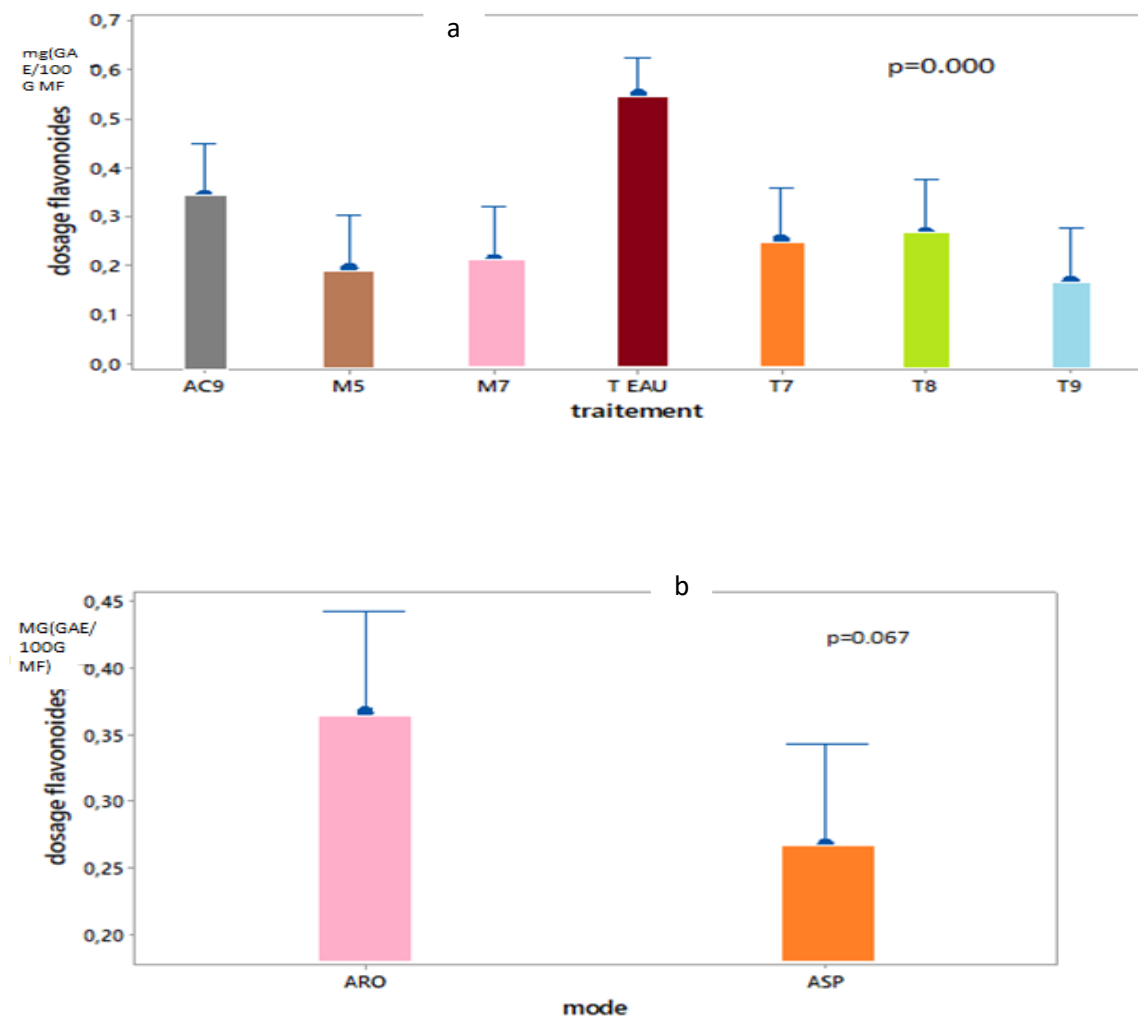 a
0,7
mg(GA
E/100
G MF
0,6
p=0.000
dosage flavonoides
0,5
0,4
0,3
0,2
0,1
0,0
AC9 M5 M7 T EAU T7 T8 T9
traitement
b
0,45
MG(GAE/
100G
MF)
p=0.067
0,40
dosage flavonoides
0,35
0,30
0,25
0,20
ARO ASP
mode